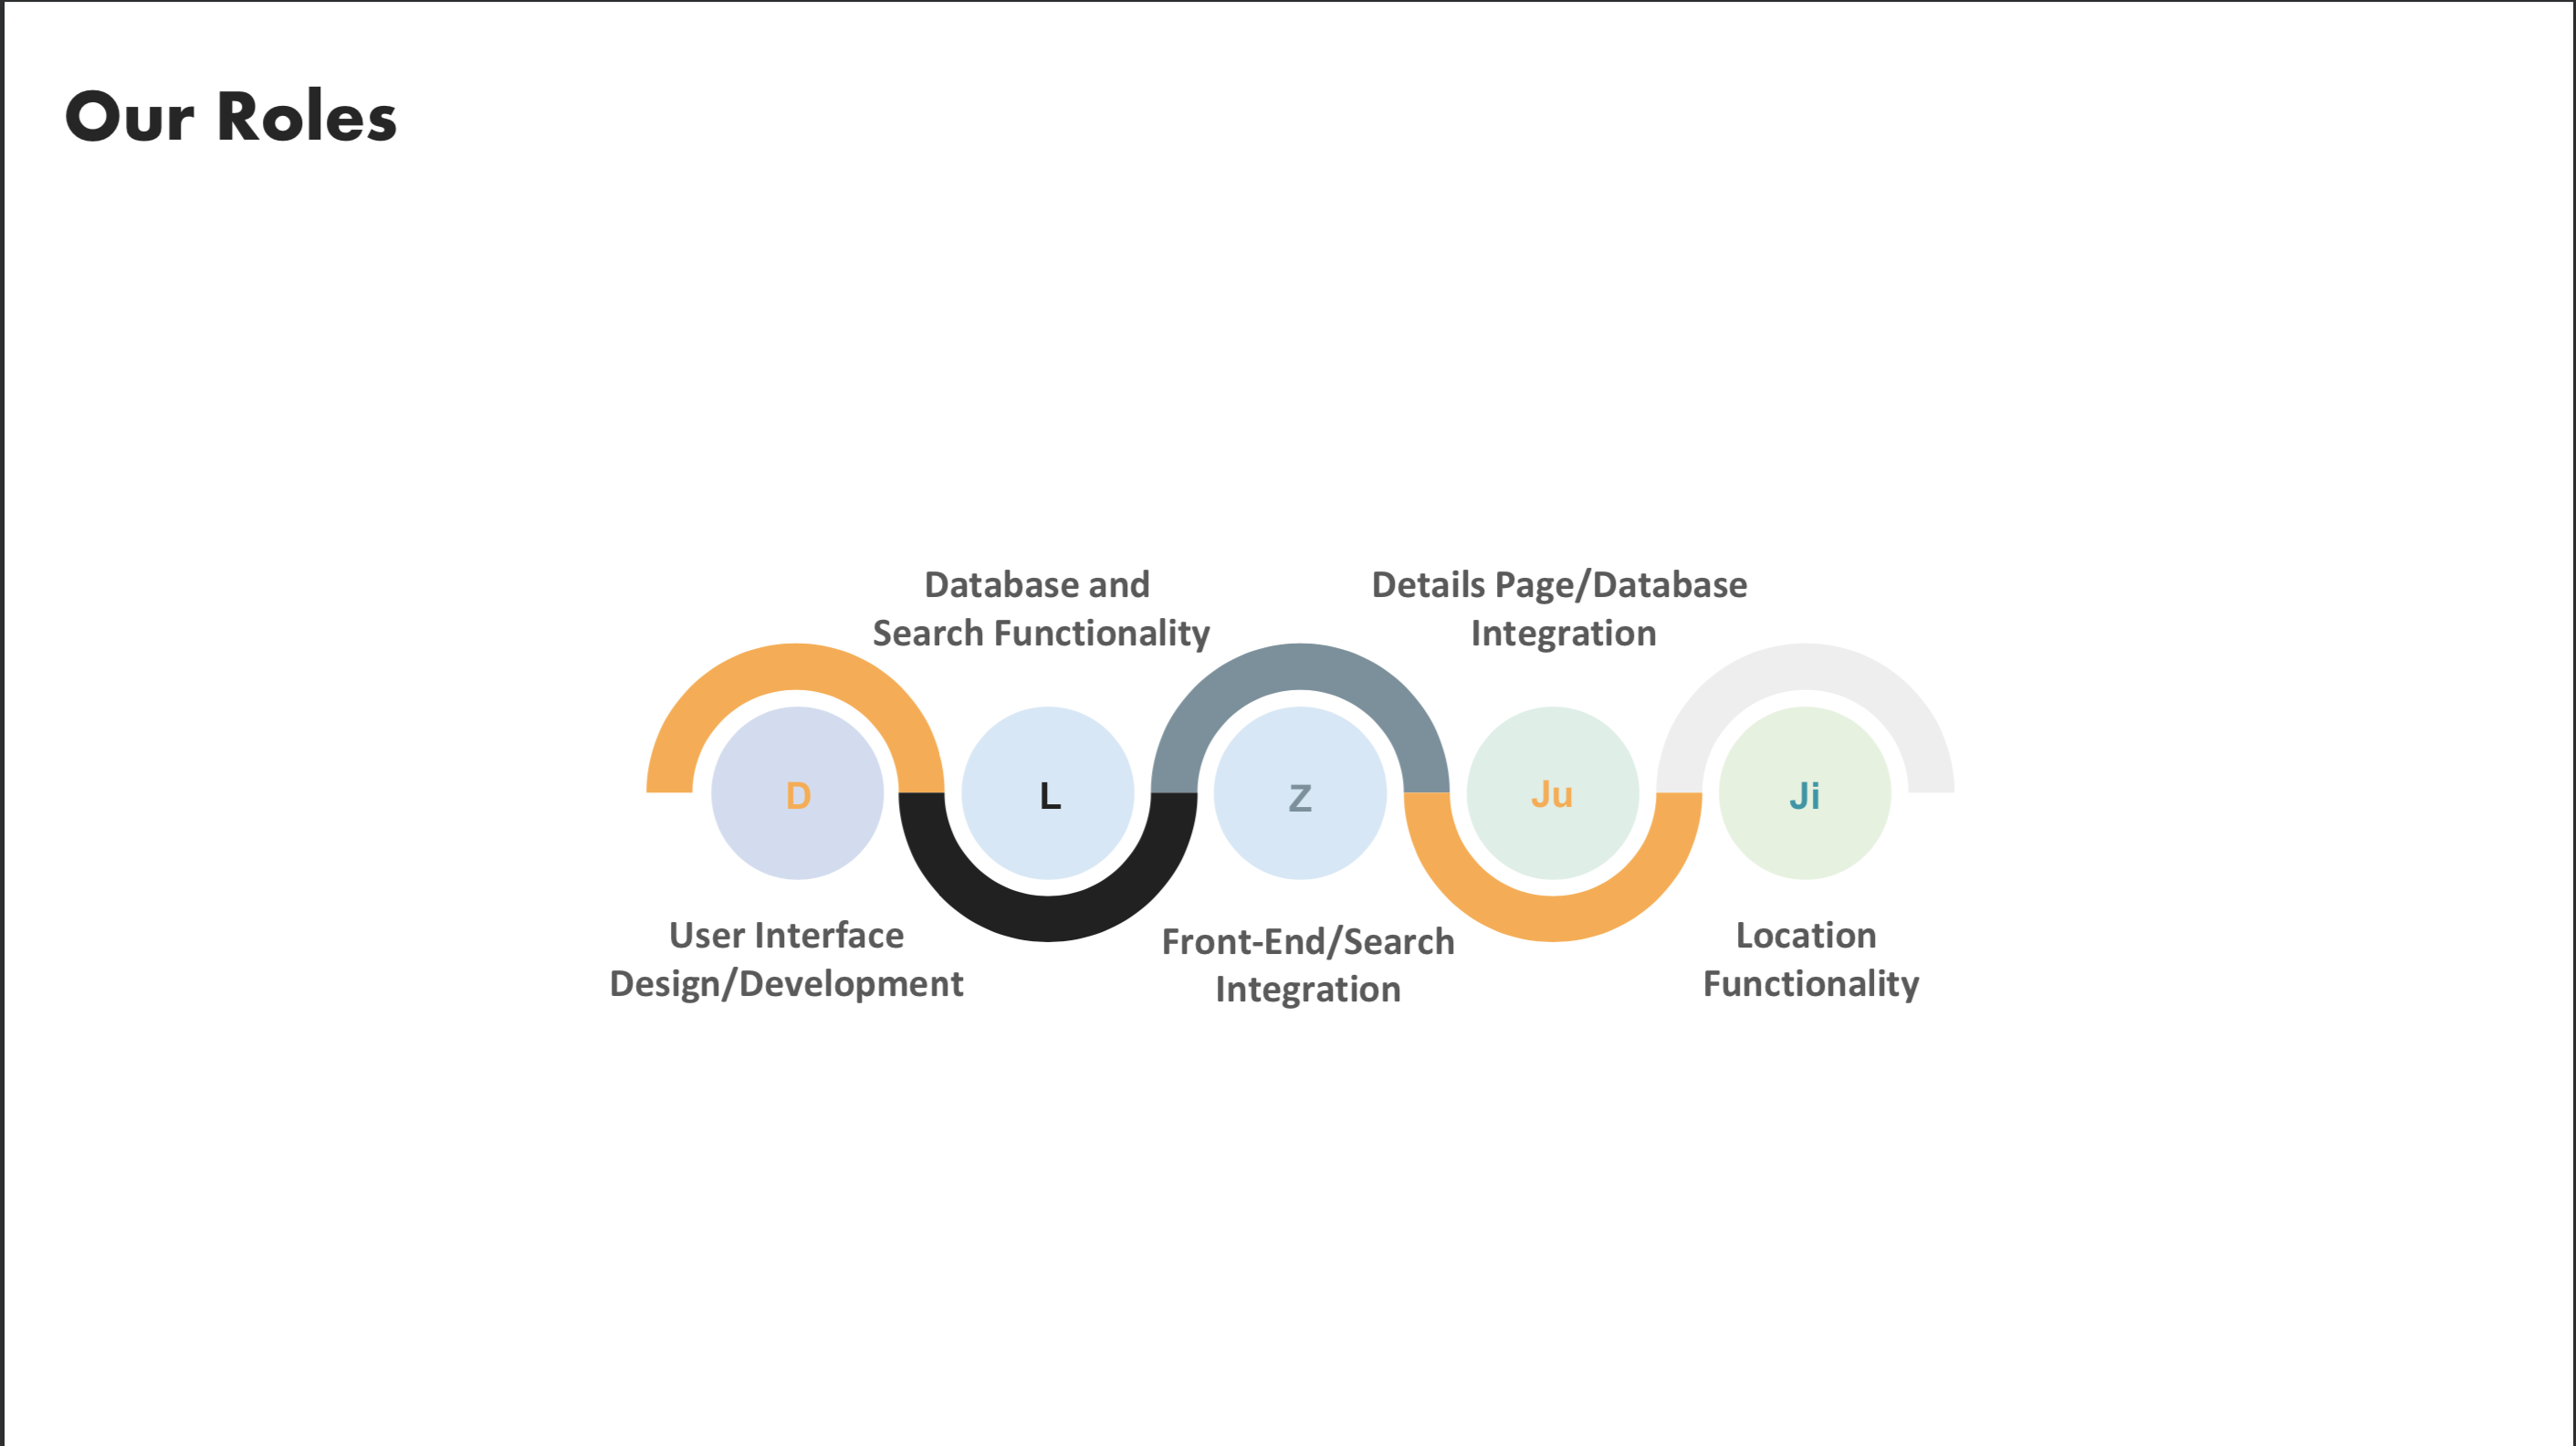 Our Roles
Database and
Search Functionality
Details Page/Database
Integration
D
L
Z
Ju
Ji
User Interface
Design/Development
Front-End/Search
Integration
Location
Functionality